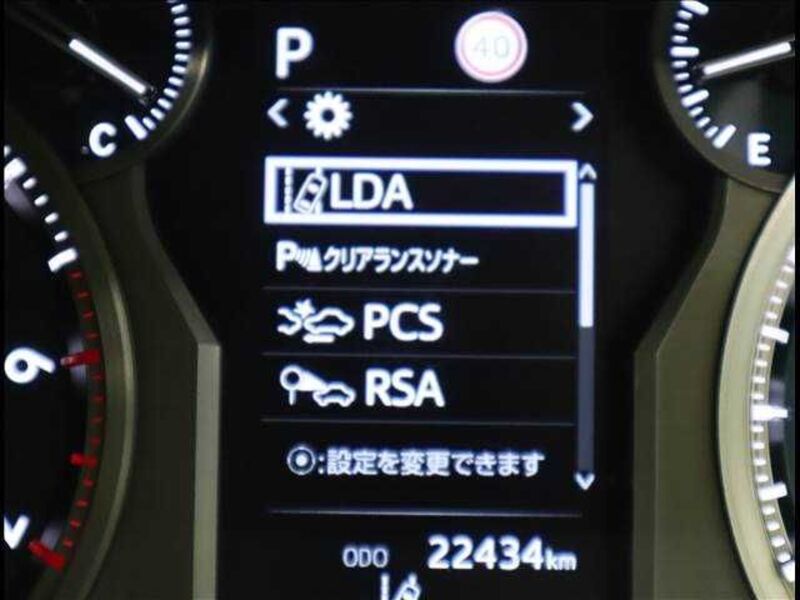 P 40
C
E
LDA
P クリアランスソナー
PCS
6
RSA
:設定を変更できます
ODO 22434km